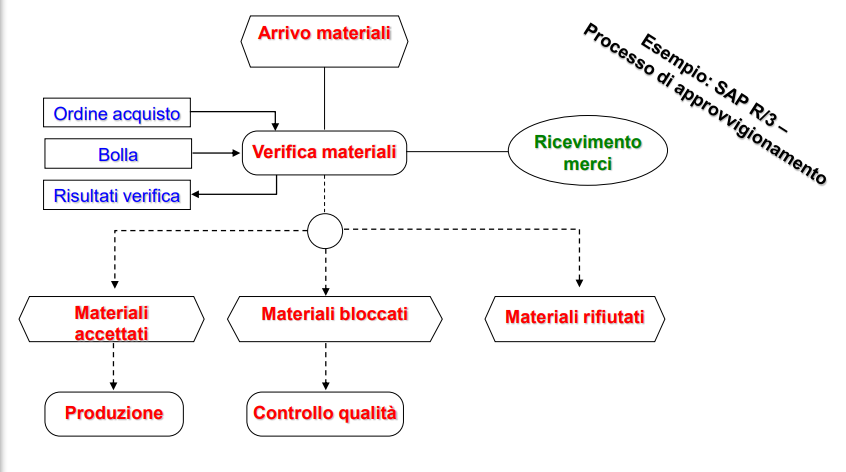 Arrivo materiali
Esempio: SAP R/3 –
Processo di approvvigionamento
Ordine acquisto
Bolla
Risultati verifica
Verifica materiali
Ricevimento
merci
Materiali
accettati
Materiali bloccati
Materiali rifiutati
Produzione
Controllo qualità